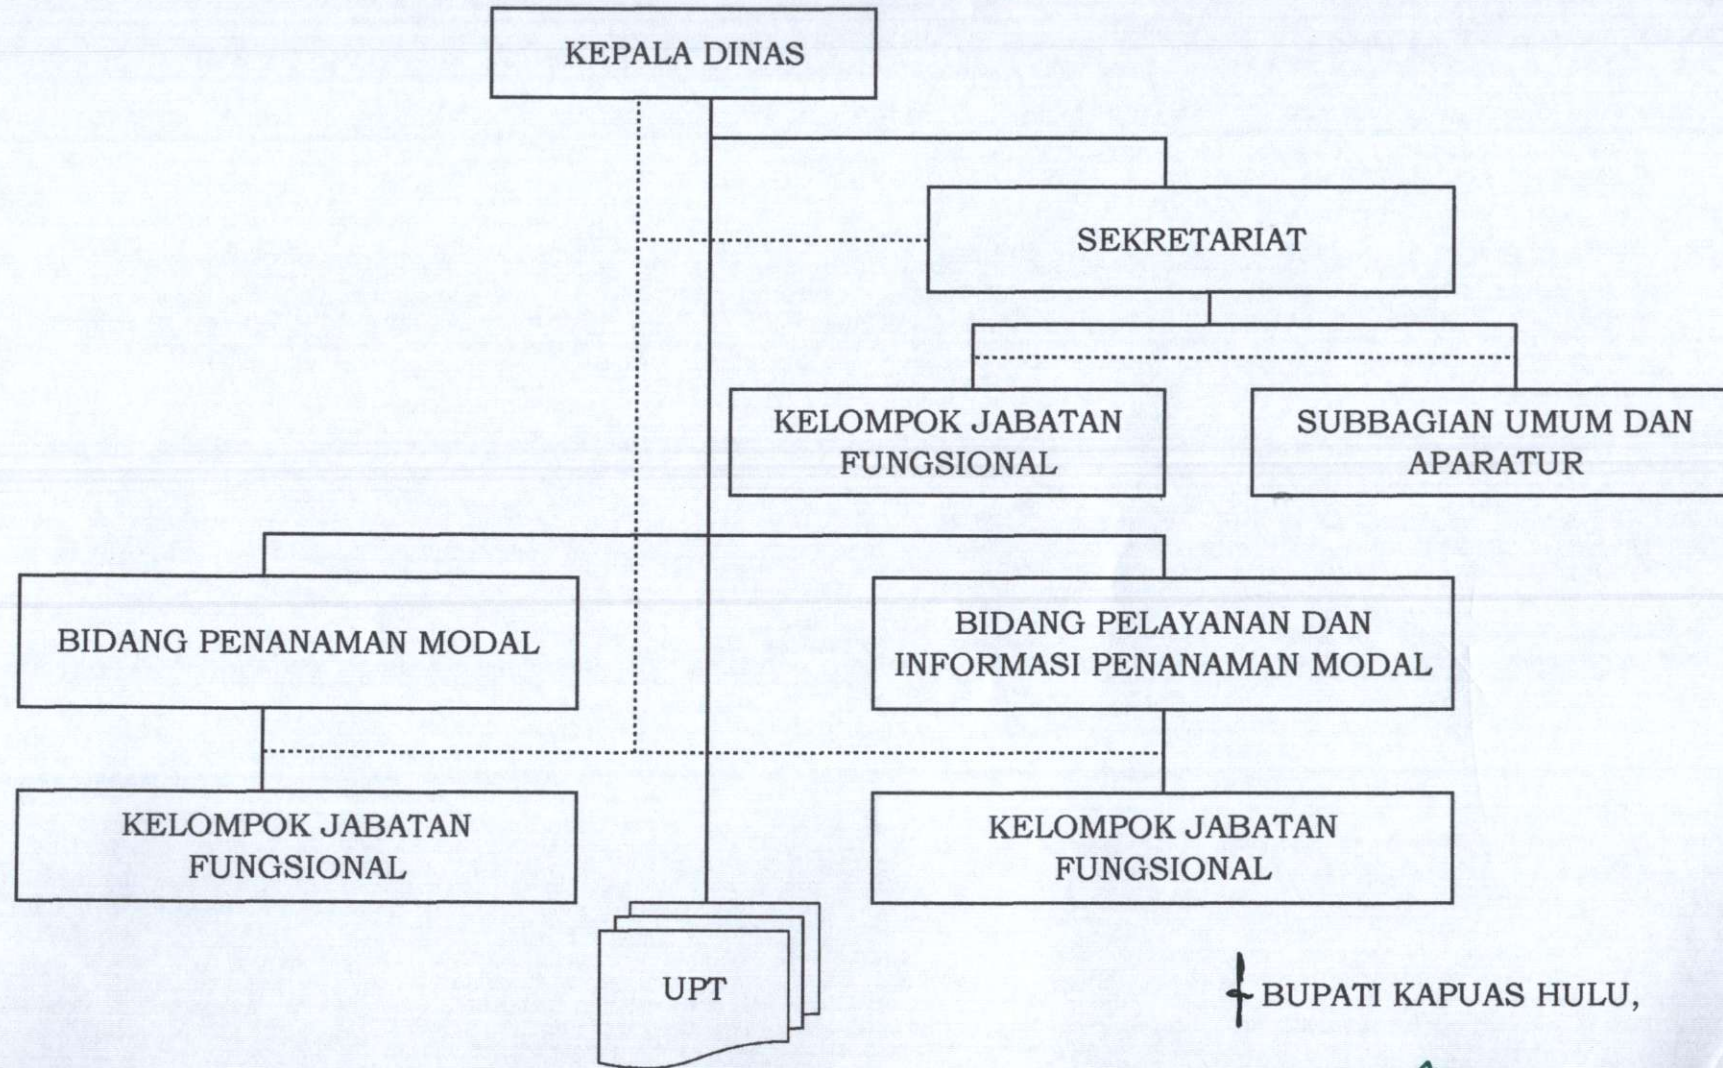 KEPALA DINAS
SEKRETARIAT
KELOMPOK JABATAN
FUNGSIONAL
SUBBAGIAN UMUM DAN
APARATUR
BIDANG PENANAMAN MODAL
BIDANG PELAYANAN DAN
INFORMASI PENANAMAN MODAL
KELOMPOK JABATAN
FUNGSIONAL
KELOMPOK JABATAN
FUNGSIONAL
UPT
BUPATI KAPUAS HULU,